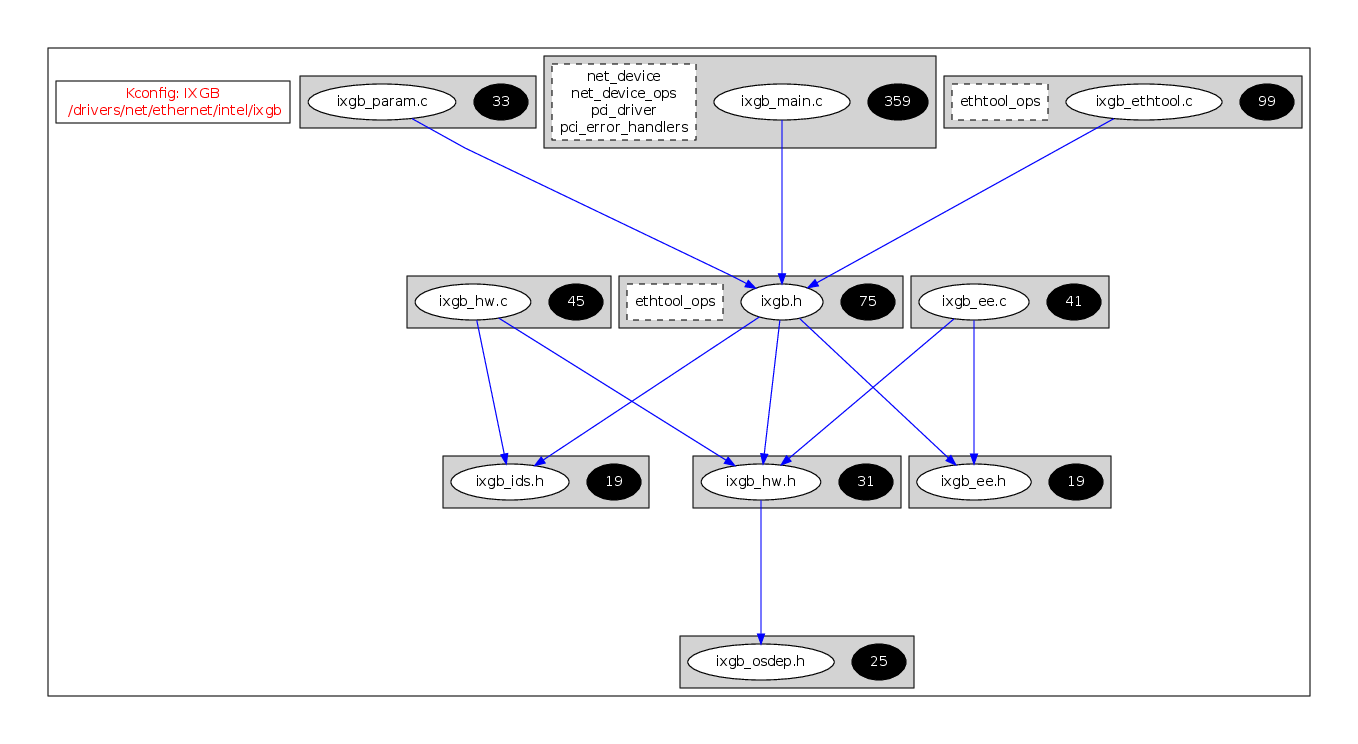 Kconfig: IXGB
/drivers/net/ethernet/intel/ixgb
ixgb_param.c
33
net_device
net_device_ops
pci_driver
pci_error_handlers
ixgb_main.c
359
ethtool_ops
ixgb_ethtool.c
99
ixgb_hw.c
45
ethtool_ops
ixgb.h
75
ixgb_ee.c
41
ixgb_ids.h
19
ixgb_hw.h
31
ixgb_ee.h
19
ixgb_osdep.h
25